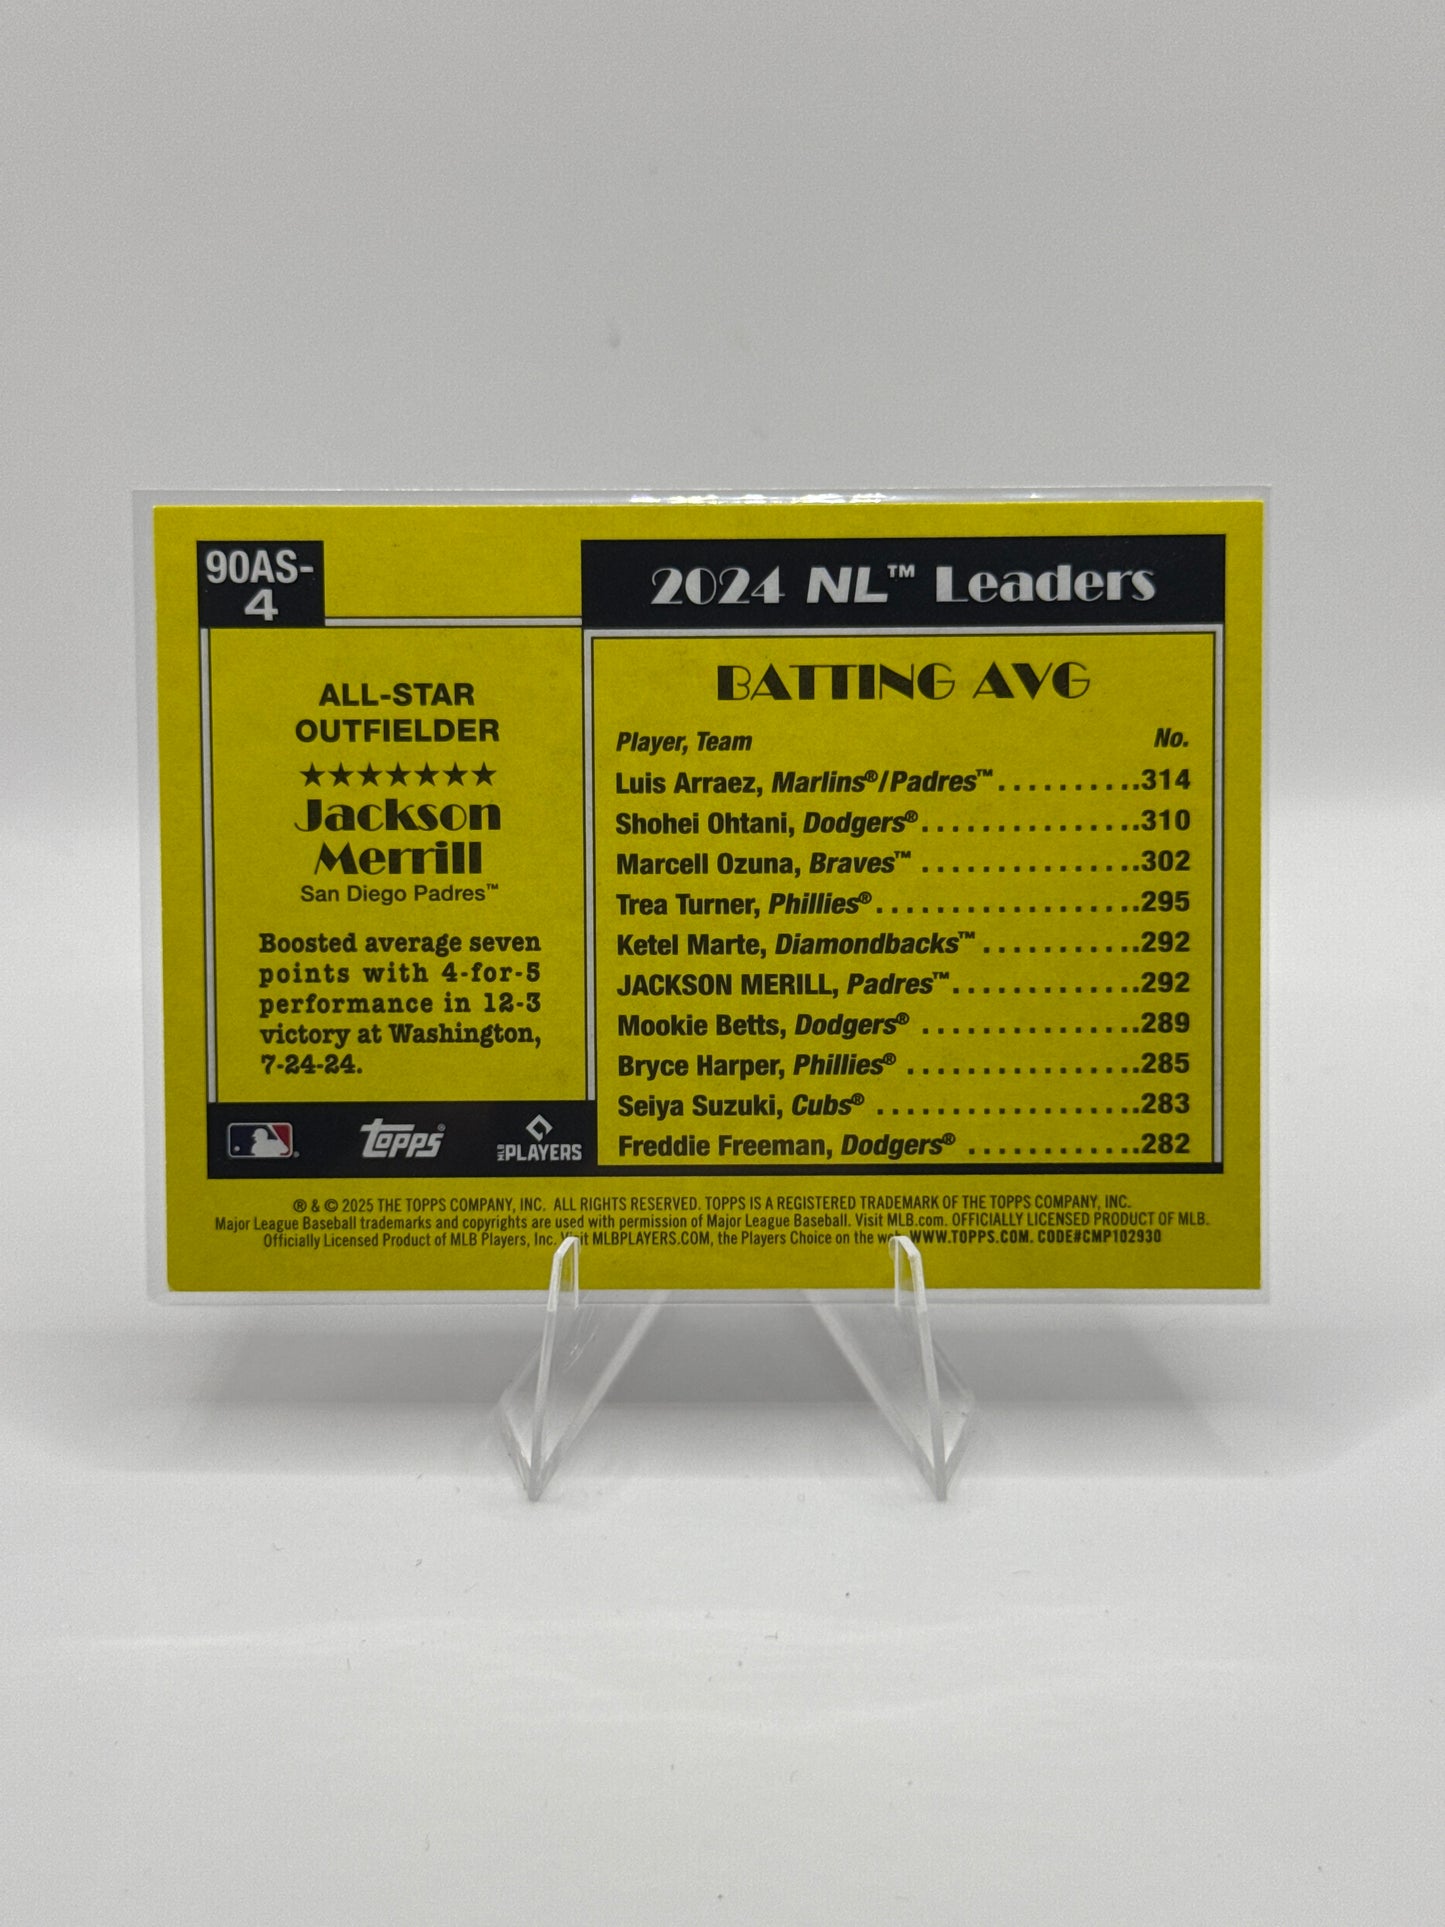 90AS-
4
ALL-STAR
OUTFIELDER
★★★★★★★
Jackson
Merrill
San Diego Padres™
Boosted average seven
points with 4-for-5
performance in 12-3
victory at Washington,
7-24-24.
Topps®
MLB PLAYERS
2024 NL™ Leaders
BATTING AVG
Player, Team No.
Luis Arraez, Marlins®/Padres™..........314
Shohei Ohtani, Dodgers®...............310
Marcell Ozuna, Braves™ ...............302
Trea Turner, Phillies®..................295
Ketel Marte, Diamondbacks™...........292
JACKSON MERILL, Padres™.............292
Mookie Betts, Dodgers® ...............289
Bryce Harper, Phillies® ................285
Seiya Suzuki, Cubs® ..................283
Freddie Freeman, Dodgers® ............282
® & © 2025 THE TOPPS COMPANY, INC. ALL RIGHTS RESERVED. TOPPS IS A REGISTERED TRADEMARK OF THE TOPPS COMPANY, INC.
Major League Baseball trademarks and copyrights are used with permission of Major League Baseball. Visit MLB.com. OFFICIALLY LICENSED PRODUCT OF MLB.
Officially Licensed Product of MLB Players, Inc. Visit MLBPLAYERS.COM, the Players Choice on the web. WWW.TOPPS.COM. CODE#CMP102930